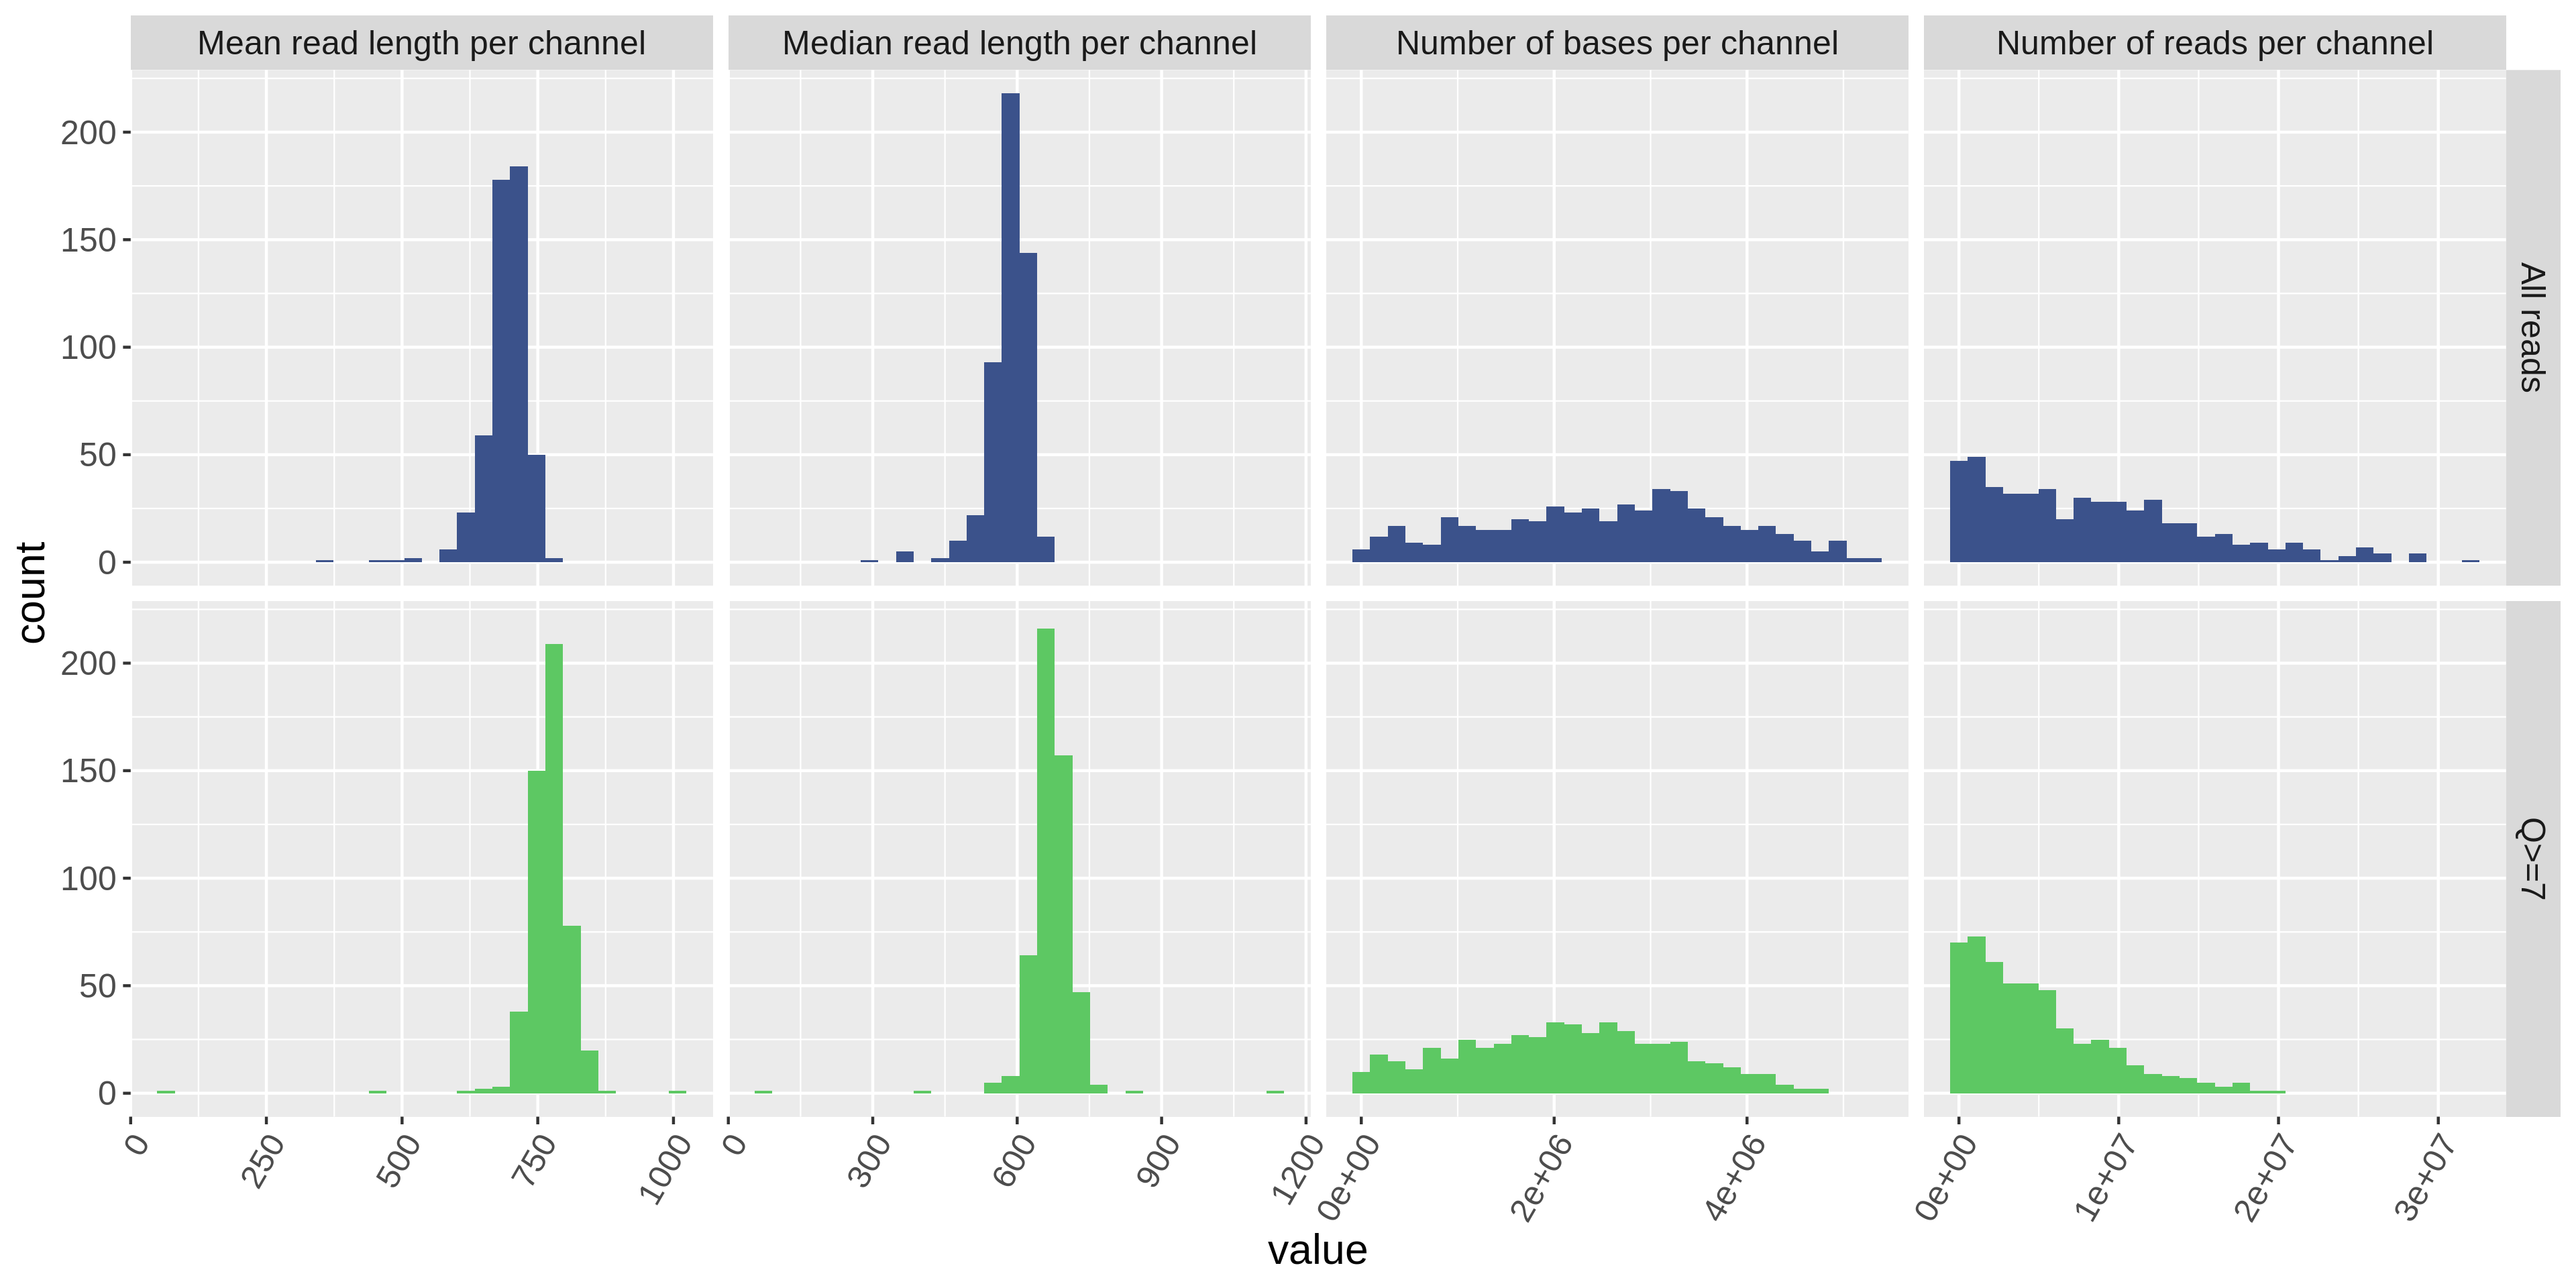 Mean read length per channel
Median read length per channel
Number of bases per channel
Number of reads per channel
200
150
100
50
0
All reads
count
200
150
100
50
0
Q>=7
0
250
500
750
1000
0
300
600
900
1200
0e+00
2e+06
4e+06
0e+00
1e+07
2e+07
3e+07
value